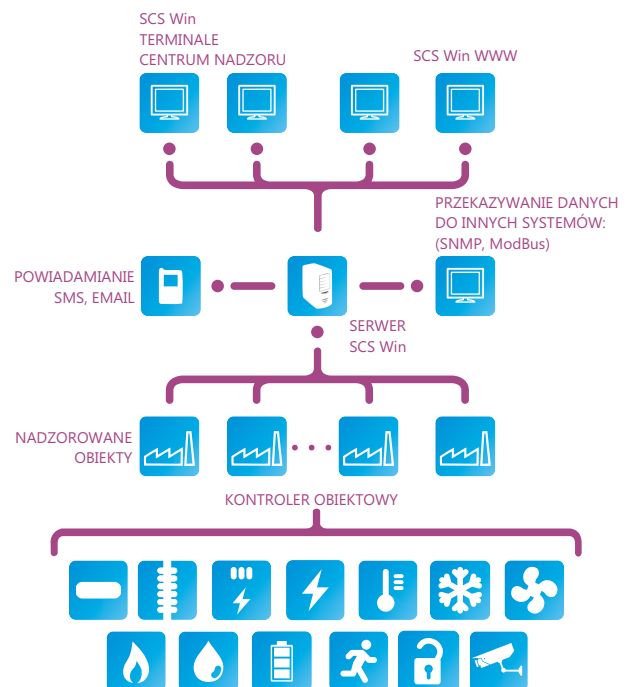 SCS Win
TERMINALE
CENTRUM NADZORU
SCS Win WWW
PRZEKAZYWANIE DANYCH
DO INNYCH SYSTEMÓW:
(SNMP, ModBus)
POWIADAMIANIE
SMS, EMAIL
SERWER
SCS Win
NADZOROWANE
OBIEKTY
KONTROLER OBIEKTOWY